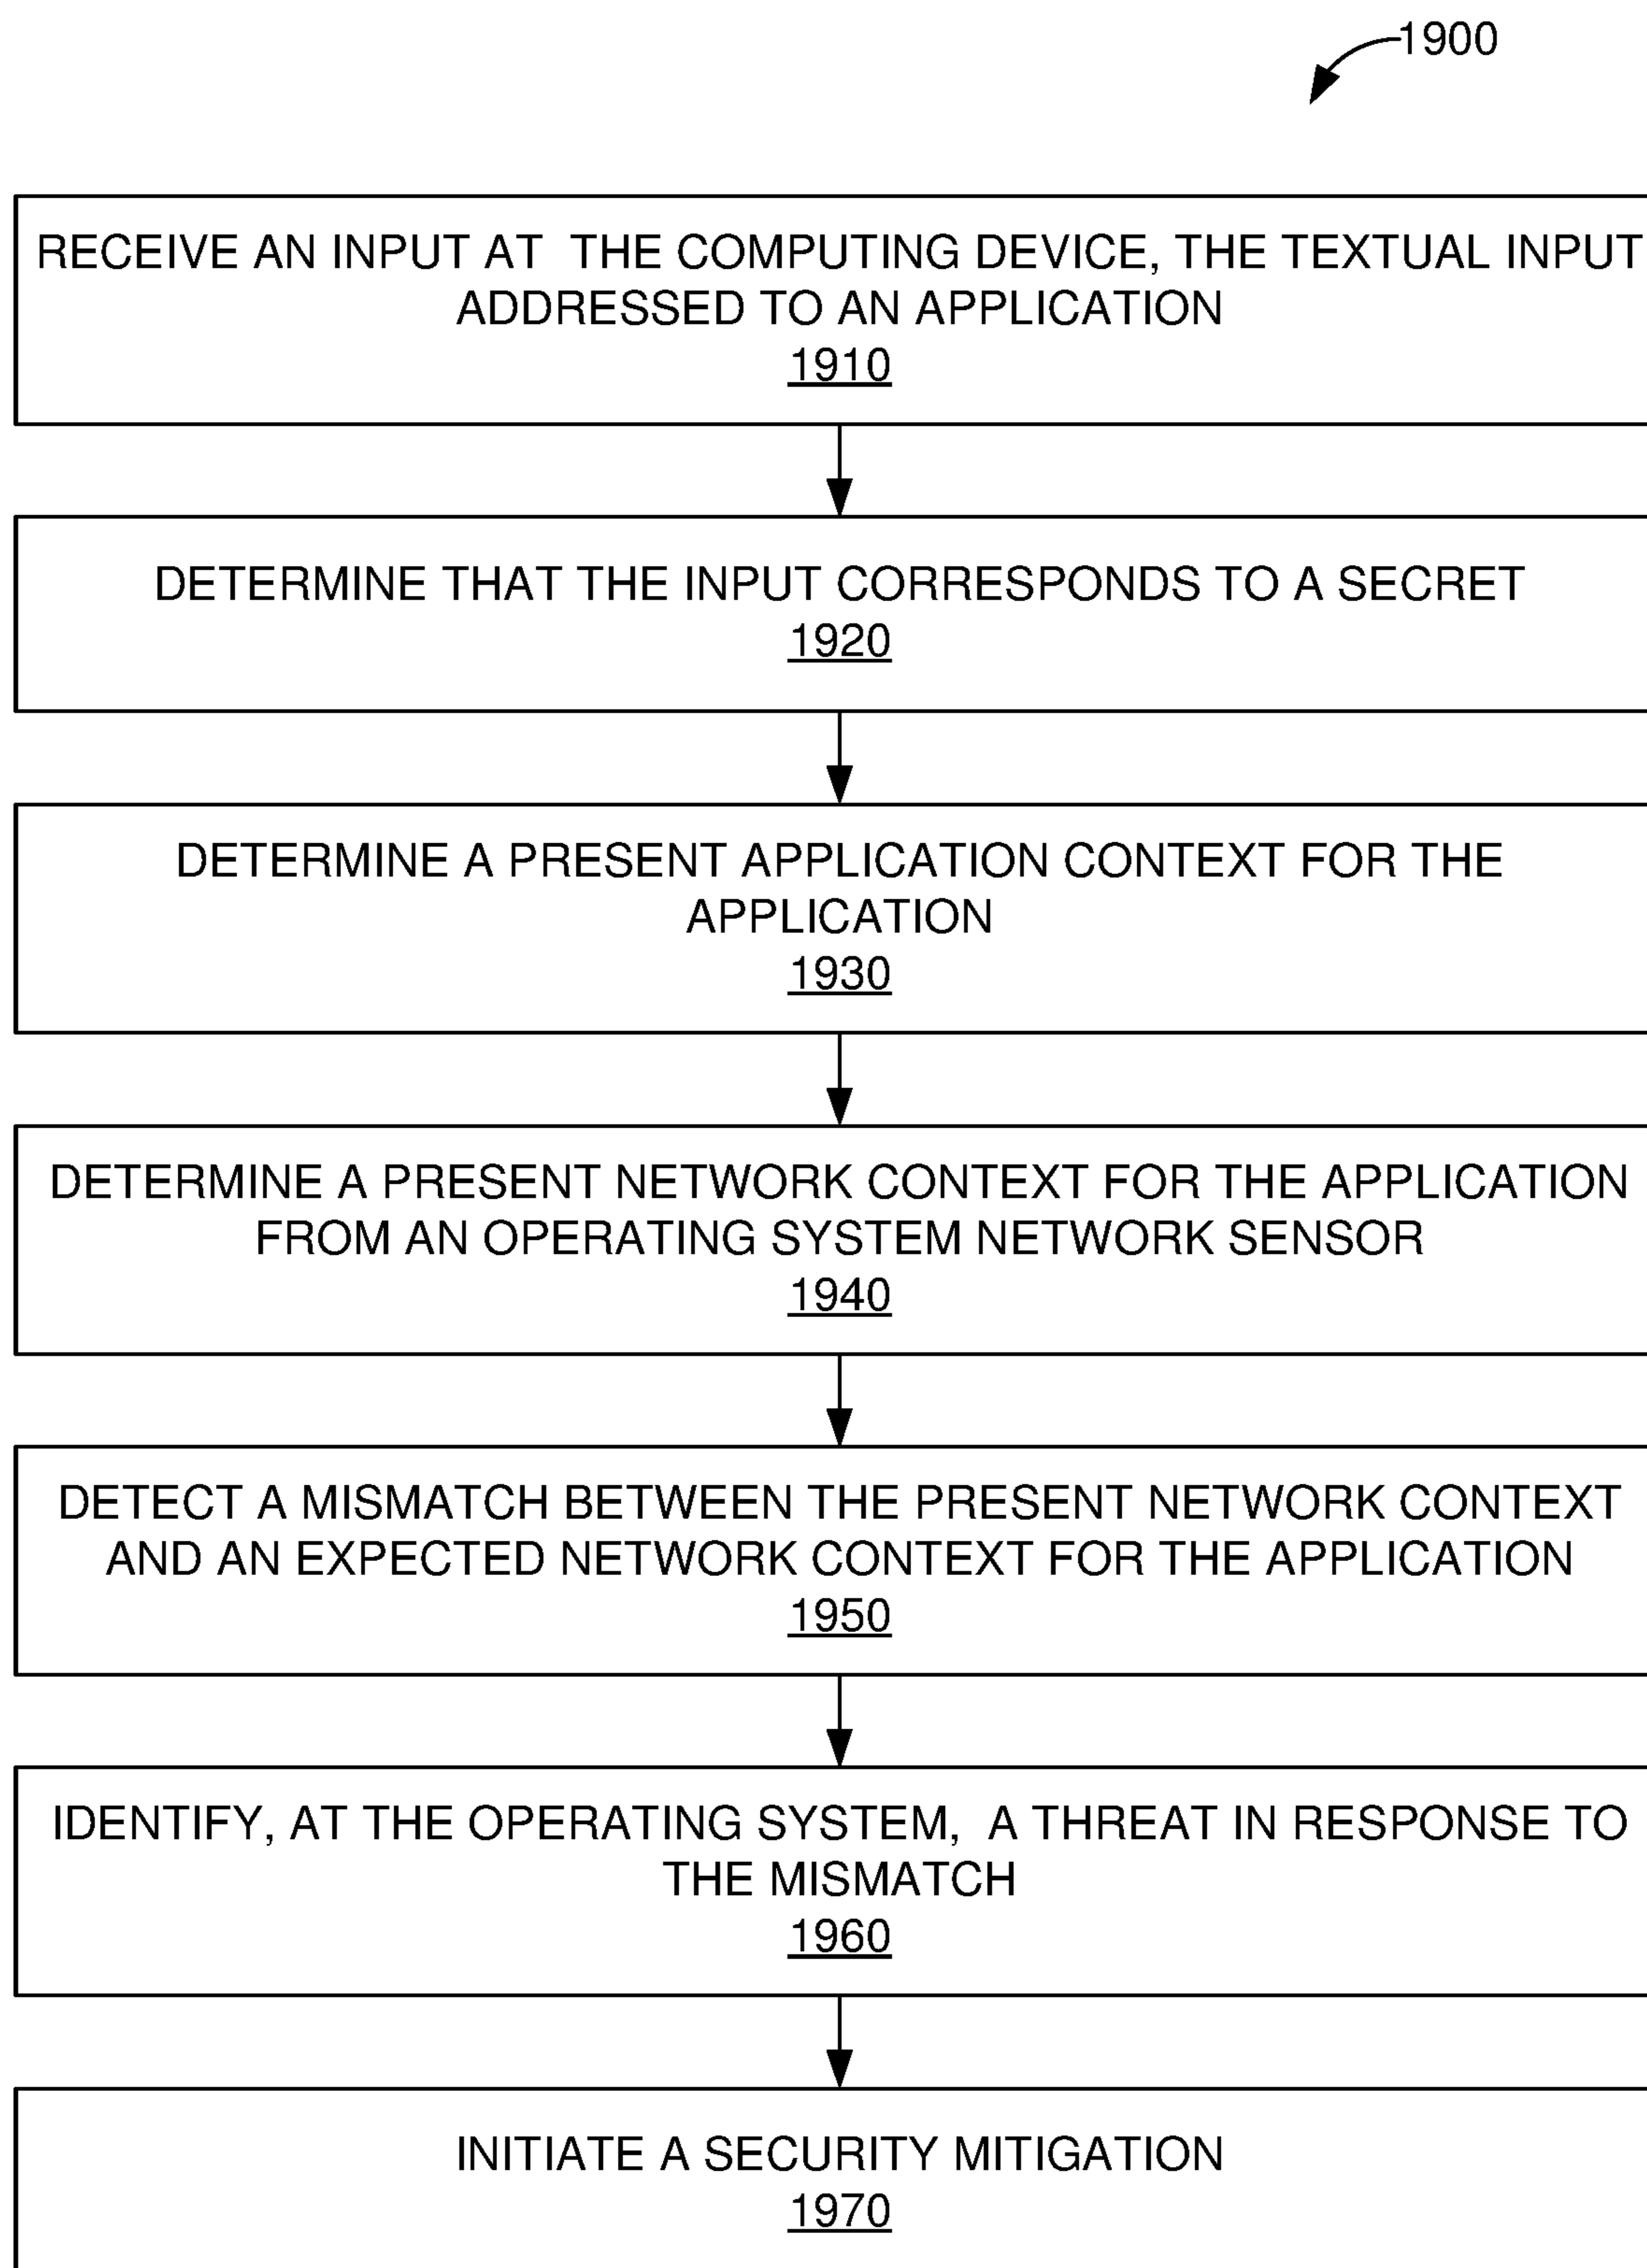 1900
RECEIVE AN INPUT AT THE COMPUTING DEVICE, THE TEXTUAL INPUT
ADDRESSED TO AN APPLICATION
1910
DETERMINE THAT THE INPUT CORRESPONDS TO A SECRET
1920
DETERMINE A PRESENT APPLICATION CONTEXT FOR THE
APPLICATION
1930
DETERMINE A PRESENT NETWORK CONTEXT FOR THE APPLICATION
FROM AN OPERATING SYSTEM NETWORK SENSOR
1940
DETECT A MISMATCH BETWEEN THE PRESENT NETWORK CONTEXT
AND AN EXPECTED NETWORK CONTEXT FOR THE APPLICATION
1950
IDENTIFY, AT THE OPERATING SYSTEM, A THREAT IN RESPONSE TO
THE MISMATCH
1960
INITIATE A SECURITY MITIGATION
1970